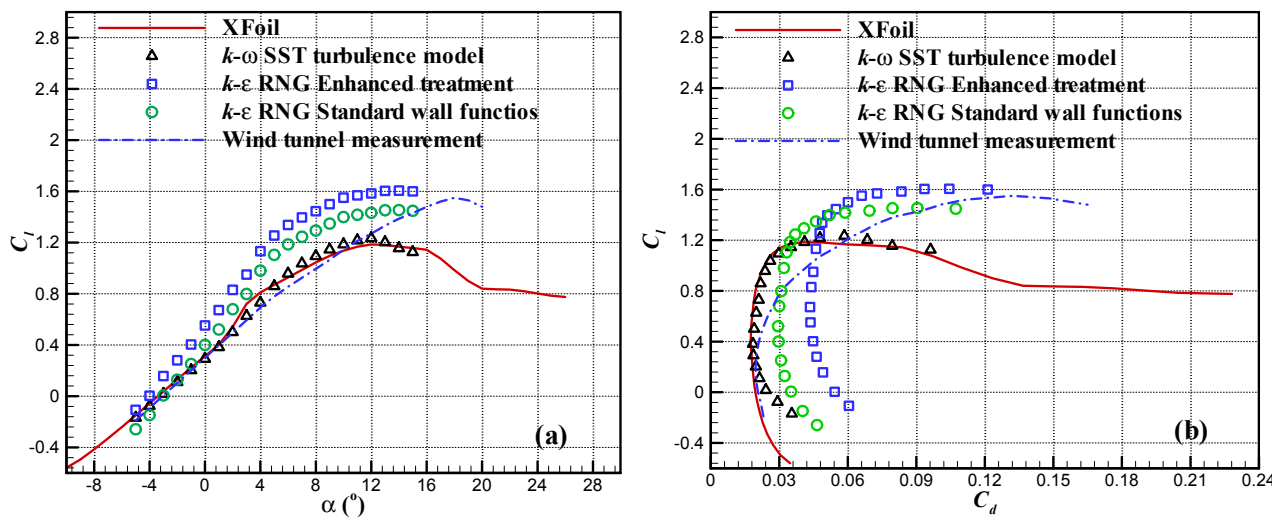 2.8
2.4
2
1.6
1.2
0.8
0.4
0
-0.4
C_l
XFoil
k-ω SST turbulence model
k-ε RNG Enhanced treatment
k-ε RNG Standard wall functios
Wind tunnel measurement
(a)
-8 -4 0 4 8 12 16 20 24 28
α (°)
2.8
2.4
2
1.6
1.2
0.8
0.4
0
-0.4
C_l
XFoil
k-ω SST turbulence model
k-ε RNG Enhanced treatment
k-ε RNG Standard wall functions
Wind tunnel measurement
(b)
0 0.03 0.06 0.09 0.12 0.15 0.18 0.21 0.24
C_d